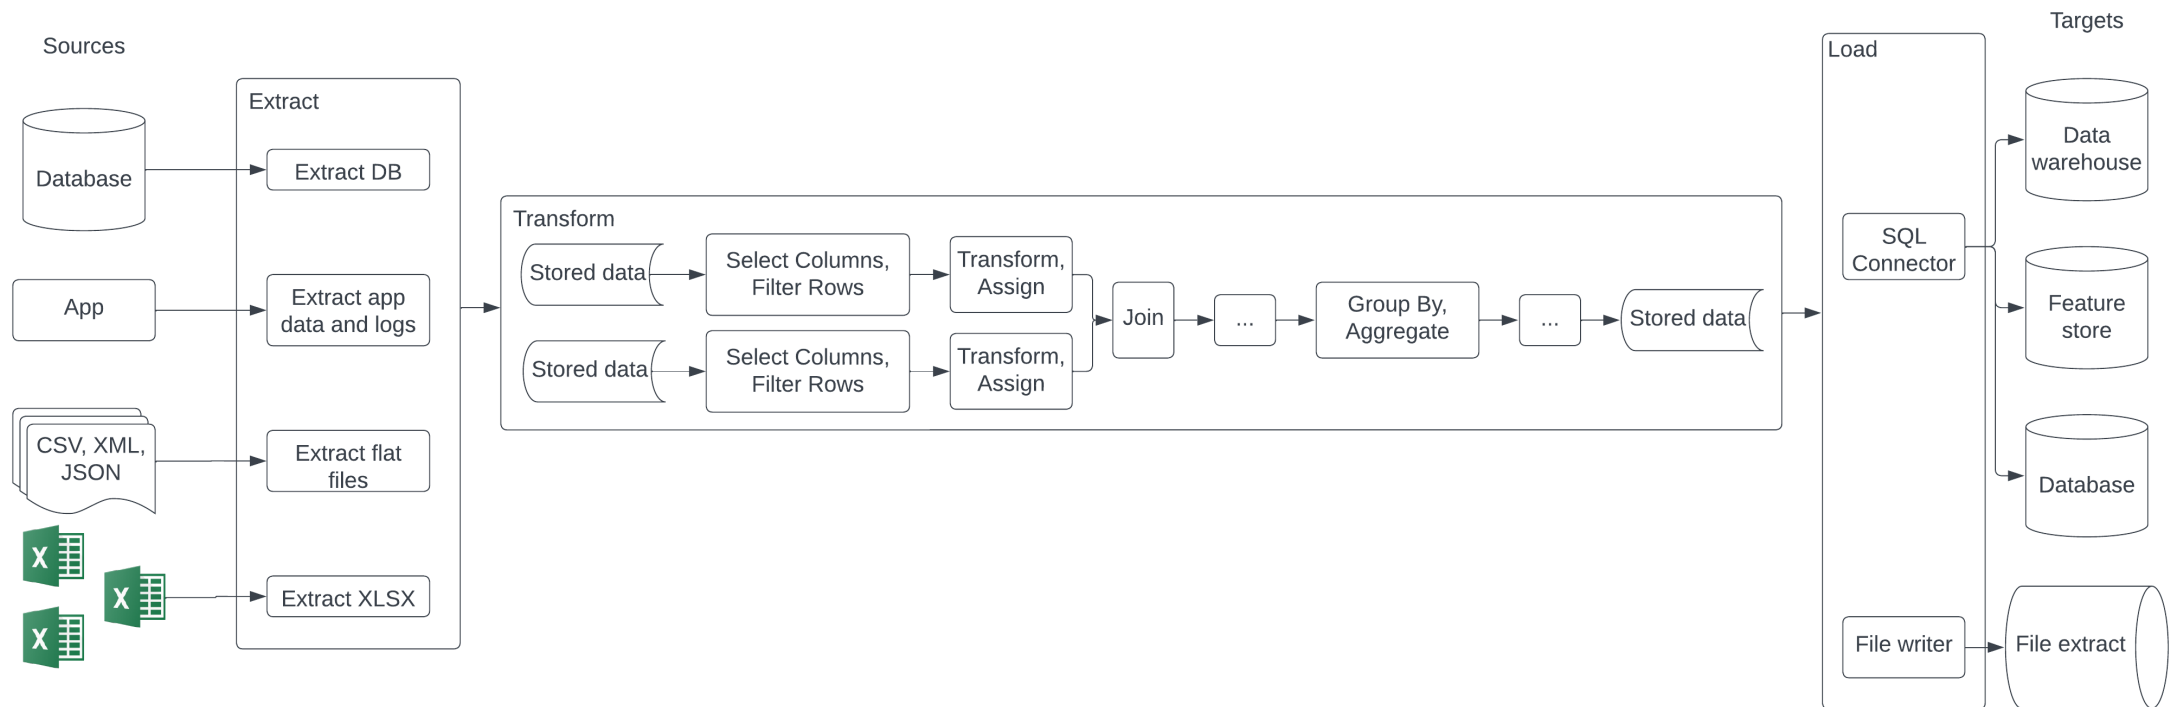 Sources
Database
App
CSV, XML,
JSON
X
X
X
Extract
Extract DB
Extract app
data and logs
Extract flat
files
Extract XLSX
Transform
Stored data
Select Columns,
Filter Rows
Transform,
Assign
Stored data
Select Columns,
Filter Rows
Transform,
Assign
Join
...
Group By,
Aggregate
...
Stored data
Load
SQL
Connector
File writer
Targets
Data
warehouse
Feature
store
Database
File extract